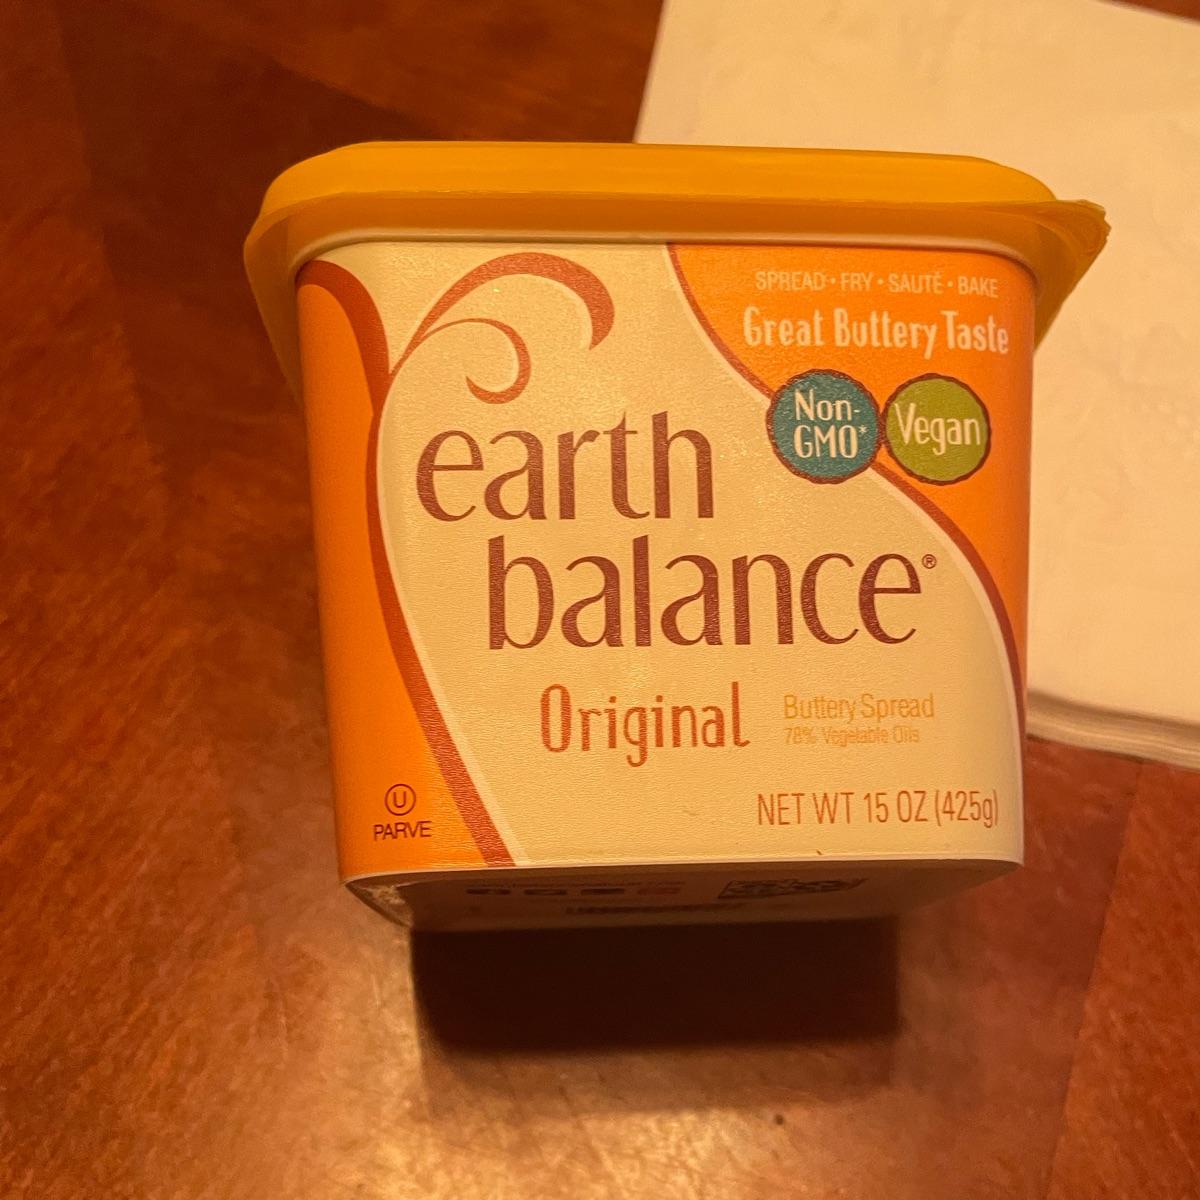 SPREAD • FRY • SAUTÉ • BAKE
Great Buttery Taste
Non-
GMO*
Vegan
earth
balance®
Original
Buttery Spread
78% Vegetable Oils
NET WT 15 OZ (425g)
U
PARVE